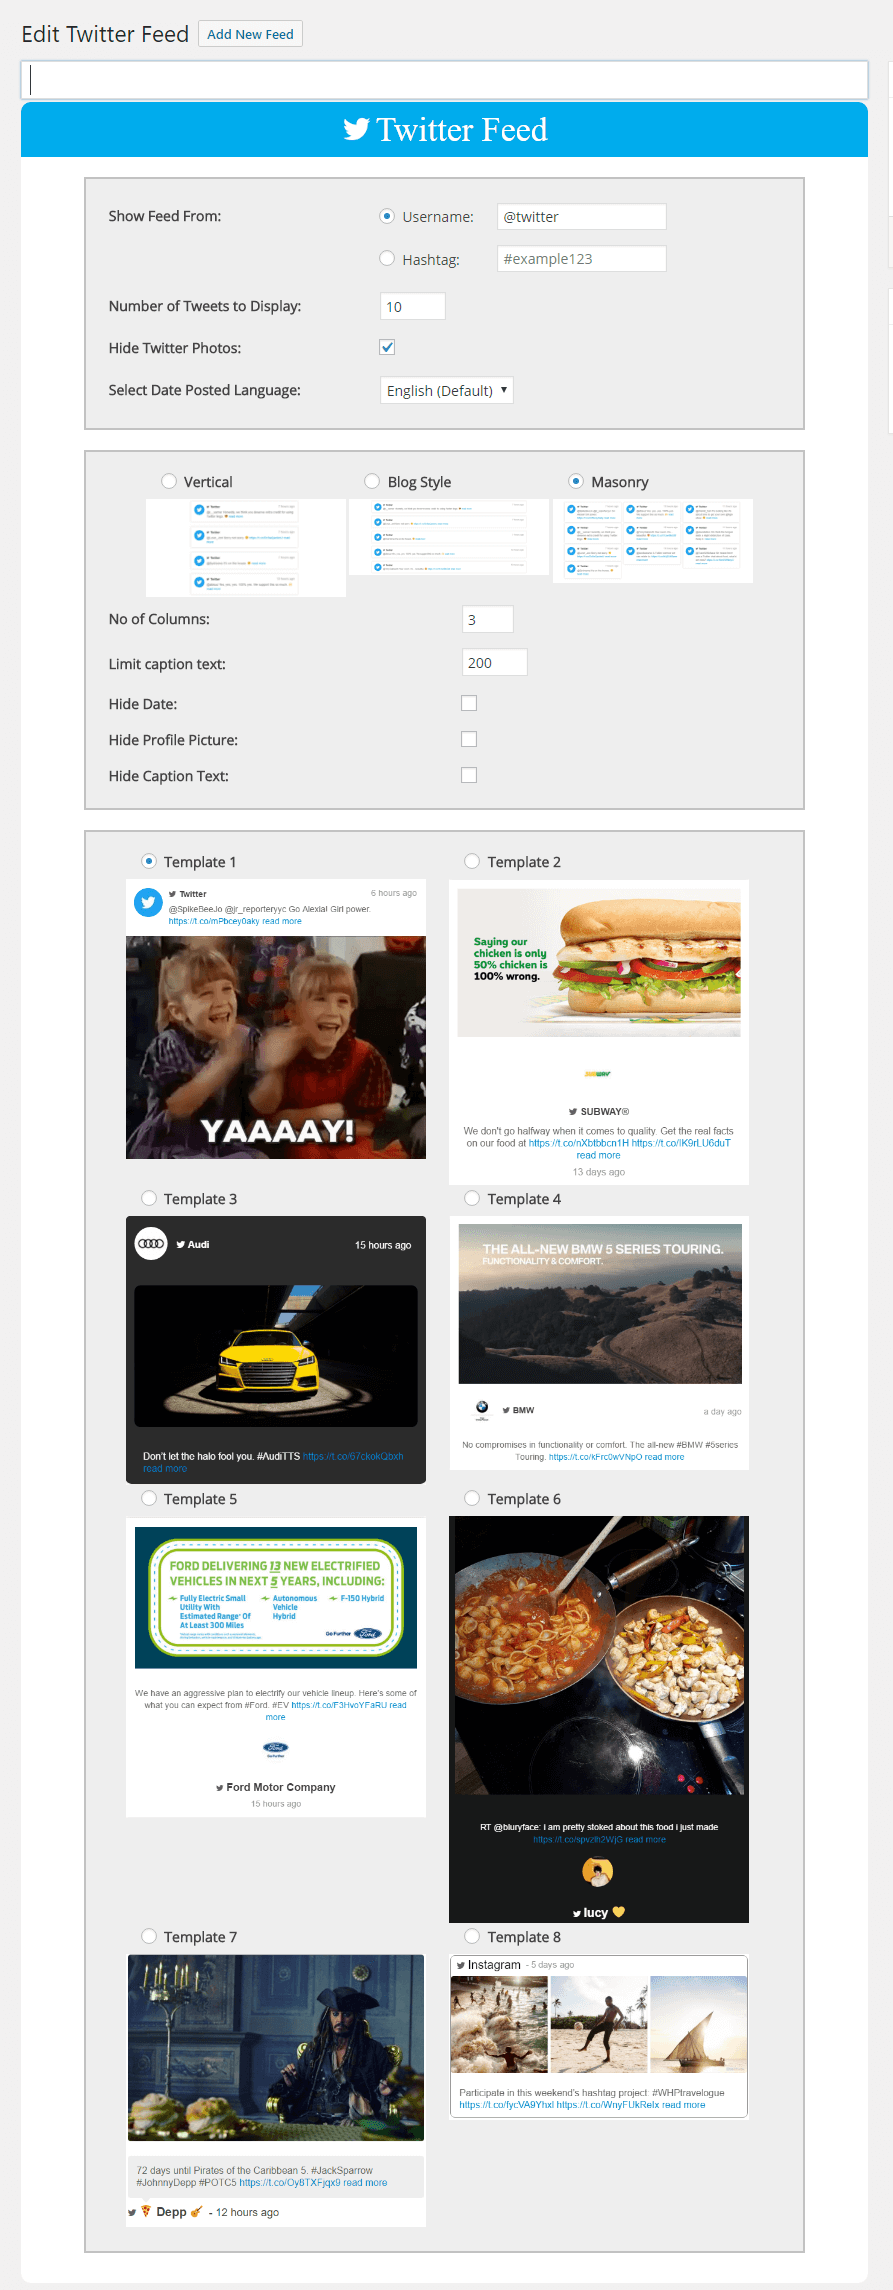 Edit Twitter Feed Add New Feed
Twitter Feed
Show Feed From:
Username: @twitter
Hashtag: #example123
Number of Tweets to Display: 10
Hide Twitter Photos:
Select Date Posted Language: English (Default)
Vertical Blog Style Masonry
No of Columns: 3
Limit caption text: 200
Hide Date:
Hide Profile Picture:
Hide Caption Text:
Template 1
Twitter 6 hours ago
@SpikeBeeJo @jr_reporteryyc Go Alexia! Girl power.
https://t.co/mPbcey0aky read more
YAAAAY!
Template 2
Saying our
chicken is only
50% chicken is
100% wrong.
SUBWAY
SUBWAY®
We don't go halfway when it comes to quality. Get the real facts
on our food at https://t.co/nXbtbbcn1H https://t.co/IK9rLU6duT
read more
13 days ago
Template 3
Audi 15 hours ago
Don't let the halo fool you. #AudiTTS https://t.co/67ckokQbxh
read more
Template 4
THE ALL-NEW BMW 5 SERIES TOURING.
FUNCTIONALITY & COMFORT.
BMW a day ago
No compromises in functionality or comfort. The all-new #BMW #5series
Touring. https://t.co/kFrc0wVNpO read more
Template 5
FORD DELIVERING 13 NEW ELECTRIFIED
VEHICLES IN NEXT 5 YEARS, INCLUDING:
Fully Electric Small
Utility With
Estimated Range* Of
At Least 300 Miles
Autonomous
Vehicle
Hybrid
F-150 Hybrid
Go Further Ford
We have an aggressive plan to electrify our vehicle lineup. Here's some of
what you can expect from #Ford. #EV https://t.co/F3HvoYFaRU read
more
Ford
Go Further
Ford Motor Company
15 hours ago
Template 6
RT @bluryface: i am pretty stoked about this food i just made
https://t.co/spvzlh2WjG read more
lucy 💛
Template 7
72 days until Pirates of the Caribbean 5. #JackSparrow
#JohnnyDepp #POTC5 https://t.co/Oy8TXFjqx9 read more
🍕 Depp 🎸 - 12 hours ago
Template 8
Instagram - 5 days ago
Participate in this weekend's hashtag project: #WHPtravelogue
https://t.co/fycVA9Yhxl https://t.co/WnyFUkRelx read more